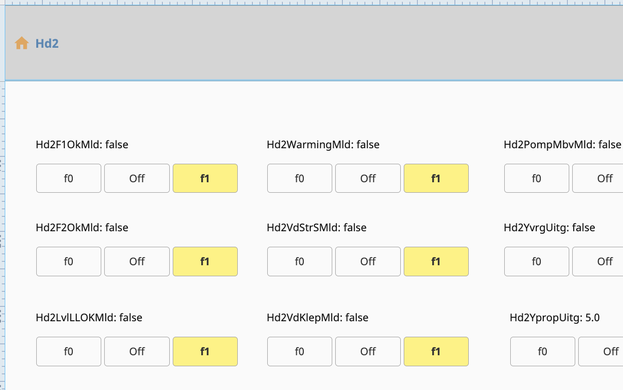 Hd2
Hd2F1OkMld: false Hd2WarmingMld: false Hd2PompMbvMld: false
f0 Off f1 f0 Off f1 f0 Off
Hd2F2OkMld: false Hd2VdStrSMld: false Hd2YvrgUitg: false
f0 Off f1 f0 Off f1 f0 Off
Hd2LvlLLOKMld: false Hd2VdKlepMld: false Hd2YpropUitg: 5.0
f0 Off f1 f0 Off f1 f0 Off